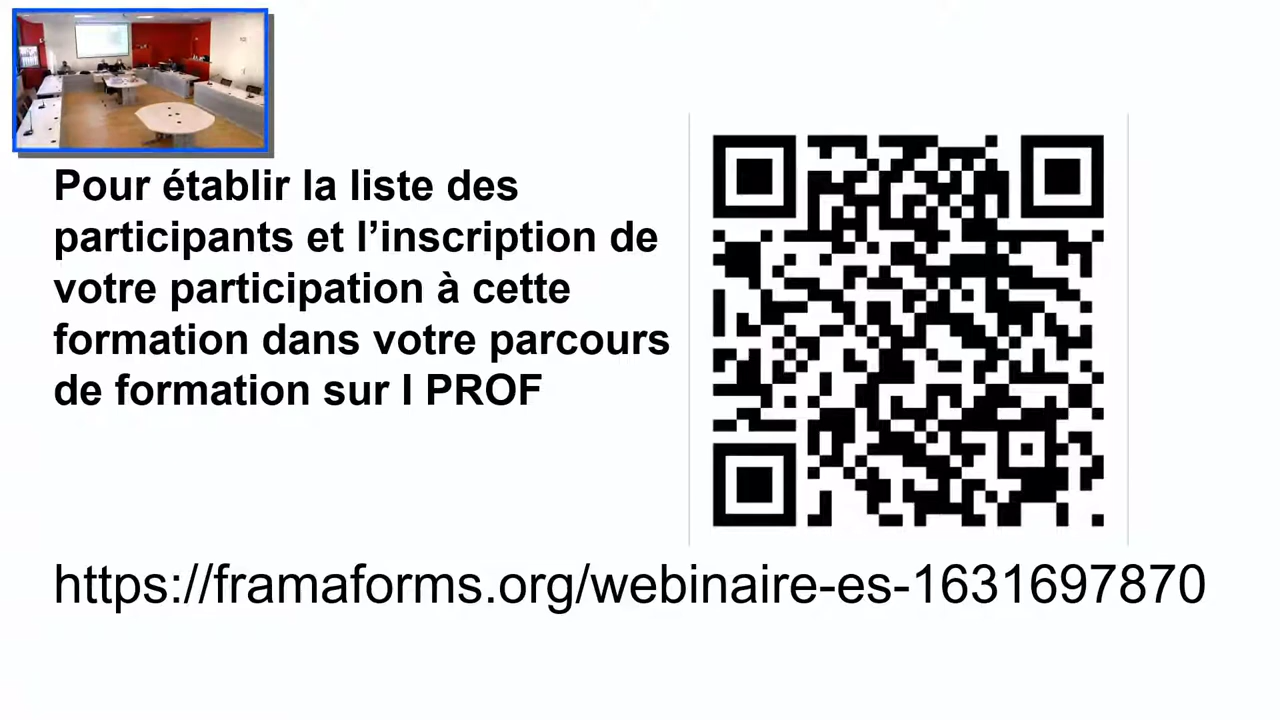 Pour établir la liste des
participants et l’inscription de
votre participation à cette
formation dans votre parcours
de formation sur I PROF
https://framaforms.org/webinaire-es-1631697870